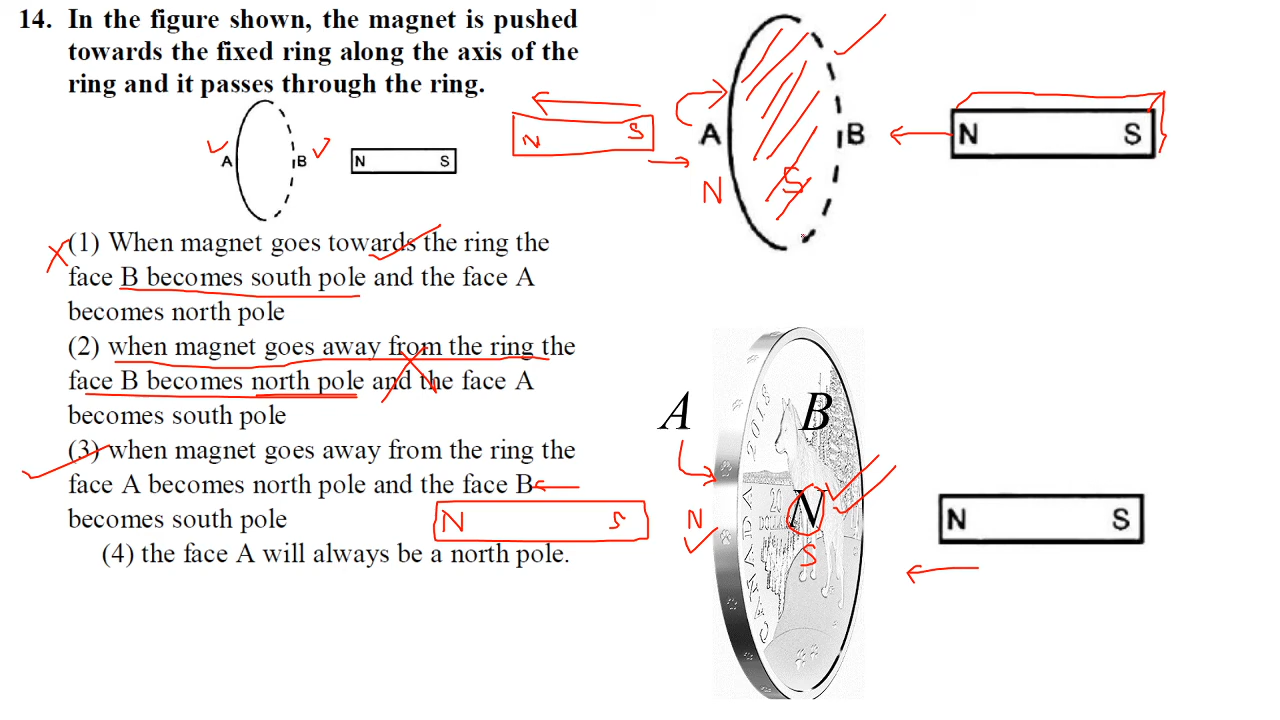 14. In the figure shown, the magnet is pushed
towards the fixed ring along the axis of the
ring and it passes through the ring.
A B N S
(1) When magnet goes towards the ring the
face B becomes south pole and the face A
becomes north pole
(2) when magnet goes away from the ring the
face B becomes north pole and the face A
becomes south pole
(3) when magnet goes away from the ring the
face A becomes north pole and the face B
becomes south pole
(4) the face A will always be a north pole.
N S
N S A B N S
N S
A B
N N S
N S
CANADA 2018
20 DOLLARS